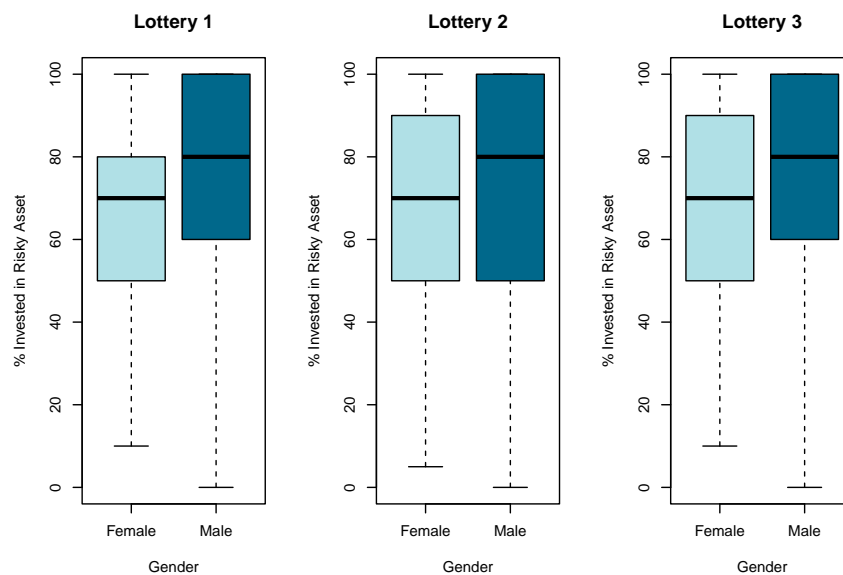 Lottery 1
% Invested in Risky Asset
0
20
40
60
80
100
Female
Male
Gender
Lottery 2
% Invested in Risky Asset
0
20
40
60
80
100
Female
Male
Gender
Lottery 3
% Invested in Risky Asset
0
20
40
60
80
100
Female
Male
Gender